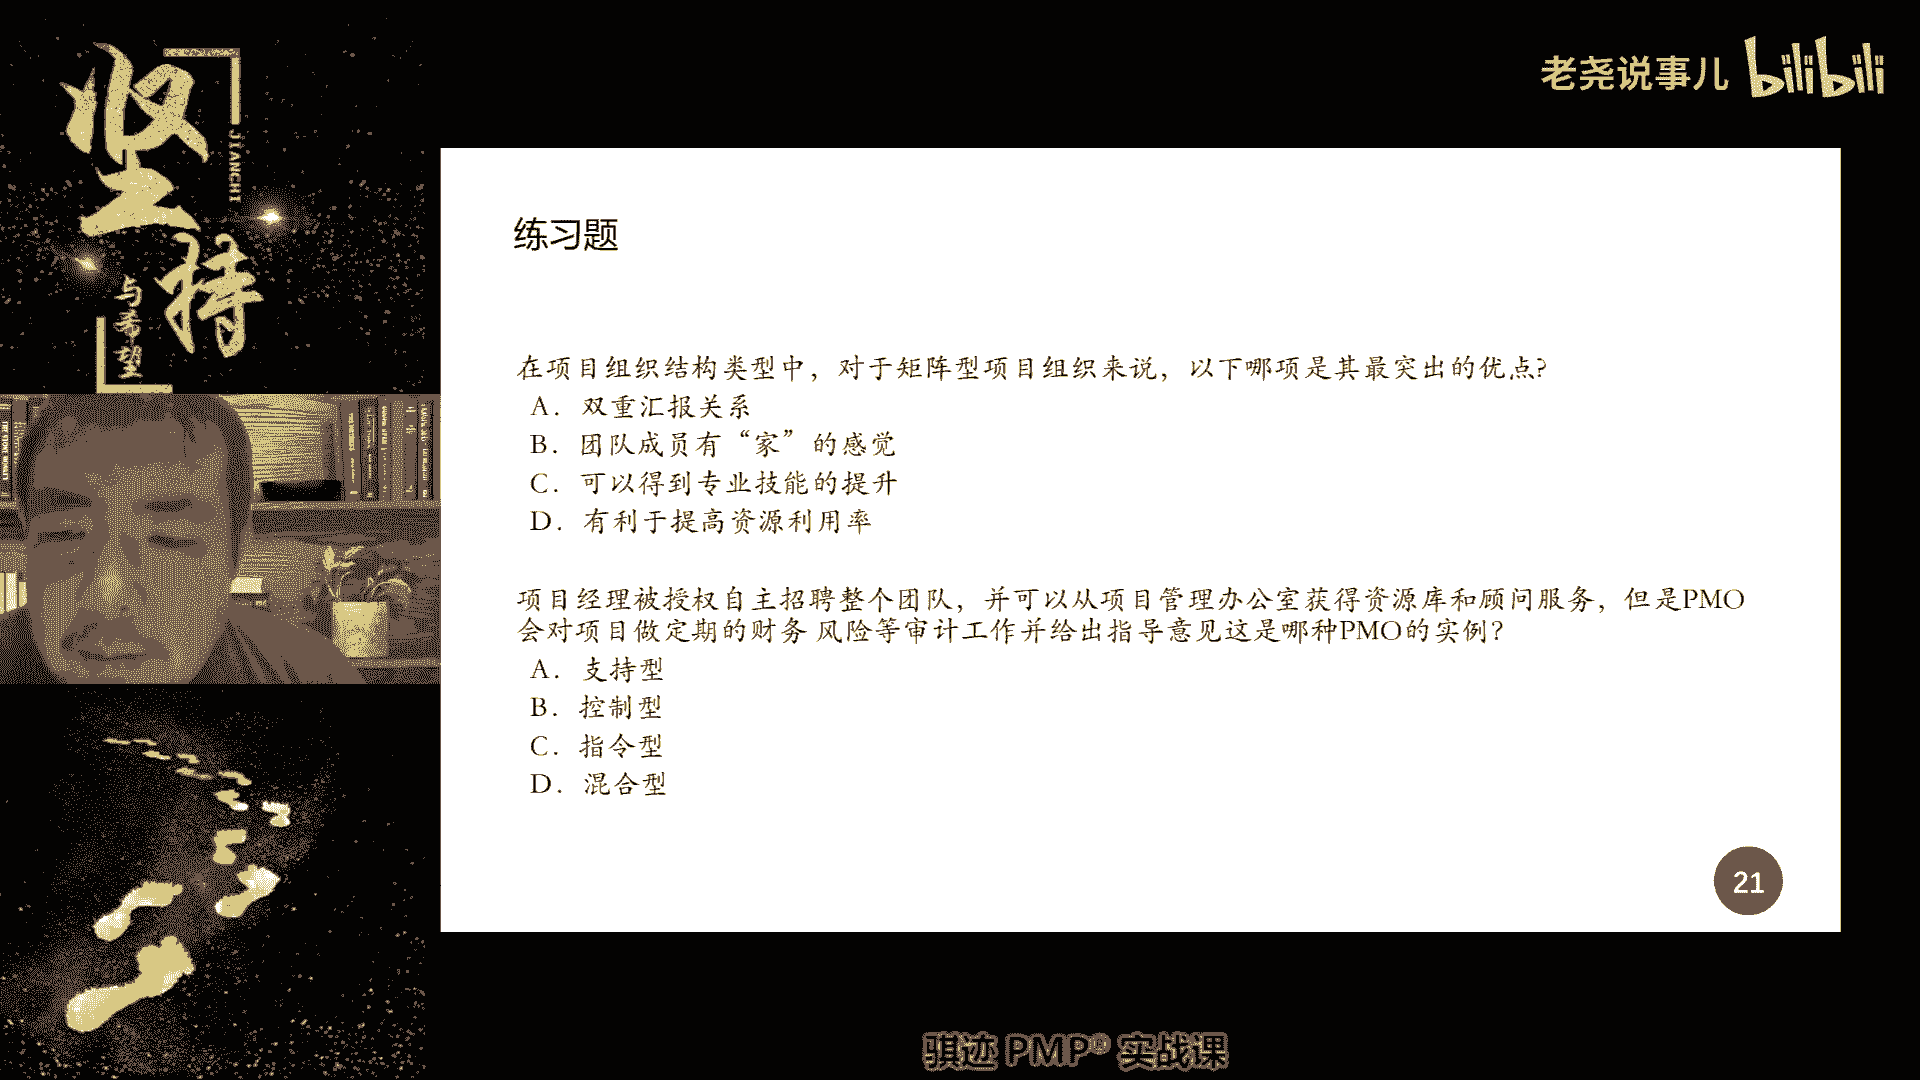 坚持
JIANCHI
与希望
老尧说事儿 bilibili
练习题
在项目组织结构类型中，对于矩阵型项目组织来说，以下哪项是其最突出的优点?
A. 双重汇报关系
B. 团队成员有“家”的感觉
C. 可以得到专业技能的提升
D. 有利于提高资源利用率
项目经理被授权自主招聘整个团队，并可以从项目管理办公室获得资源库和顾问服务，但是PMO
会对项目做定期的财务 风险等审计工作并给出指导意见这是哪种PMO的实例？
A. 支持型
B. 控制型
C. 指令型
D. 混合型
21
骐迹 PMP® 实战课